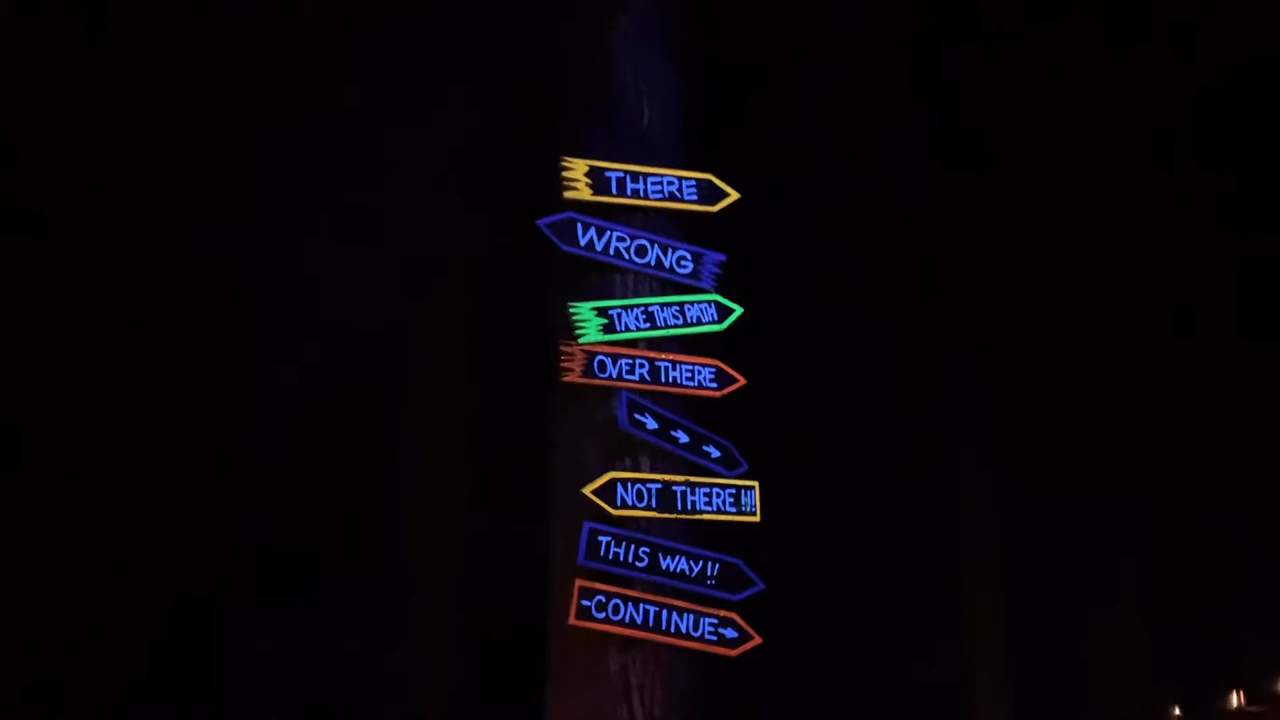 THERE
WRONG
TAKE THIS PATH
OVER THERE
→ → →
NOT THERE!!!
THIS WAY!!
-CONTINUE→